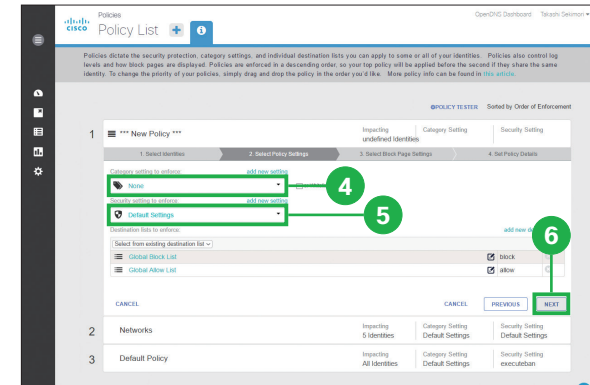 Policies
OpenDNS Dashboard Takashi Sekimon
cisco
Policy List
Policies dictate the security protection, category settings, and individual destination lists you can apply to some or all of your identities. Policies also control log
levels and how block pages are displayed. Policies are enforced in a descending order, so your top policy will be applied before the second if they share the same
identity. To change the priority of your policies, simply drag and drop the policy in the order you'd like. More policy info can be found in this article.
POLICY TESTER Sorted by Order of Enforcement
1 *** New Policy *** Impacting Category Setting Security Setting
undefined Identities
1. Select Identities 2. Select Policy Settings 3. Select Block Page Settings 4. Set Policy Details
Category setting to enforce: add new setting
None
4
Security setting to enforce: add new setting
Default Settings
5
Destination lists to enforce: add new
6
Select from existing destination list
Global Block List block
Global Allow List allow
CANCEL CANCEL PREVIOUS NEXT
2 Networks Impacting Category Setting Security Setting
5 Identities Default Settings Default Settings
3 Default Policy Impacting Category Setting Security Setting
All Identities Default Settings executeban